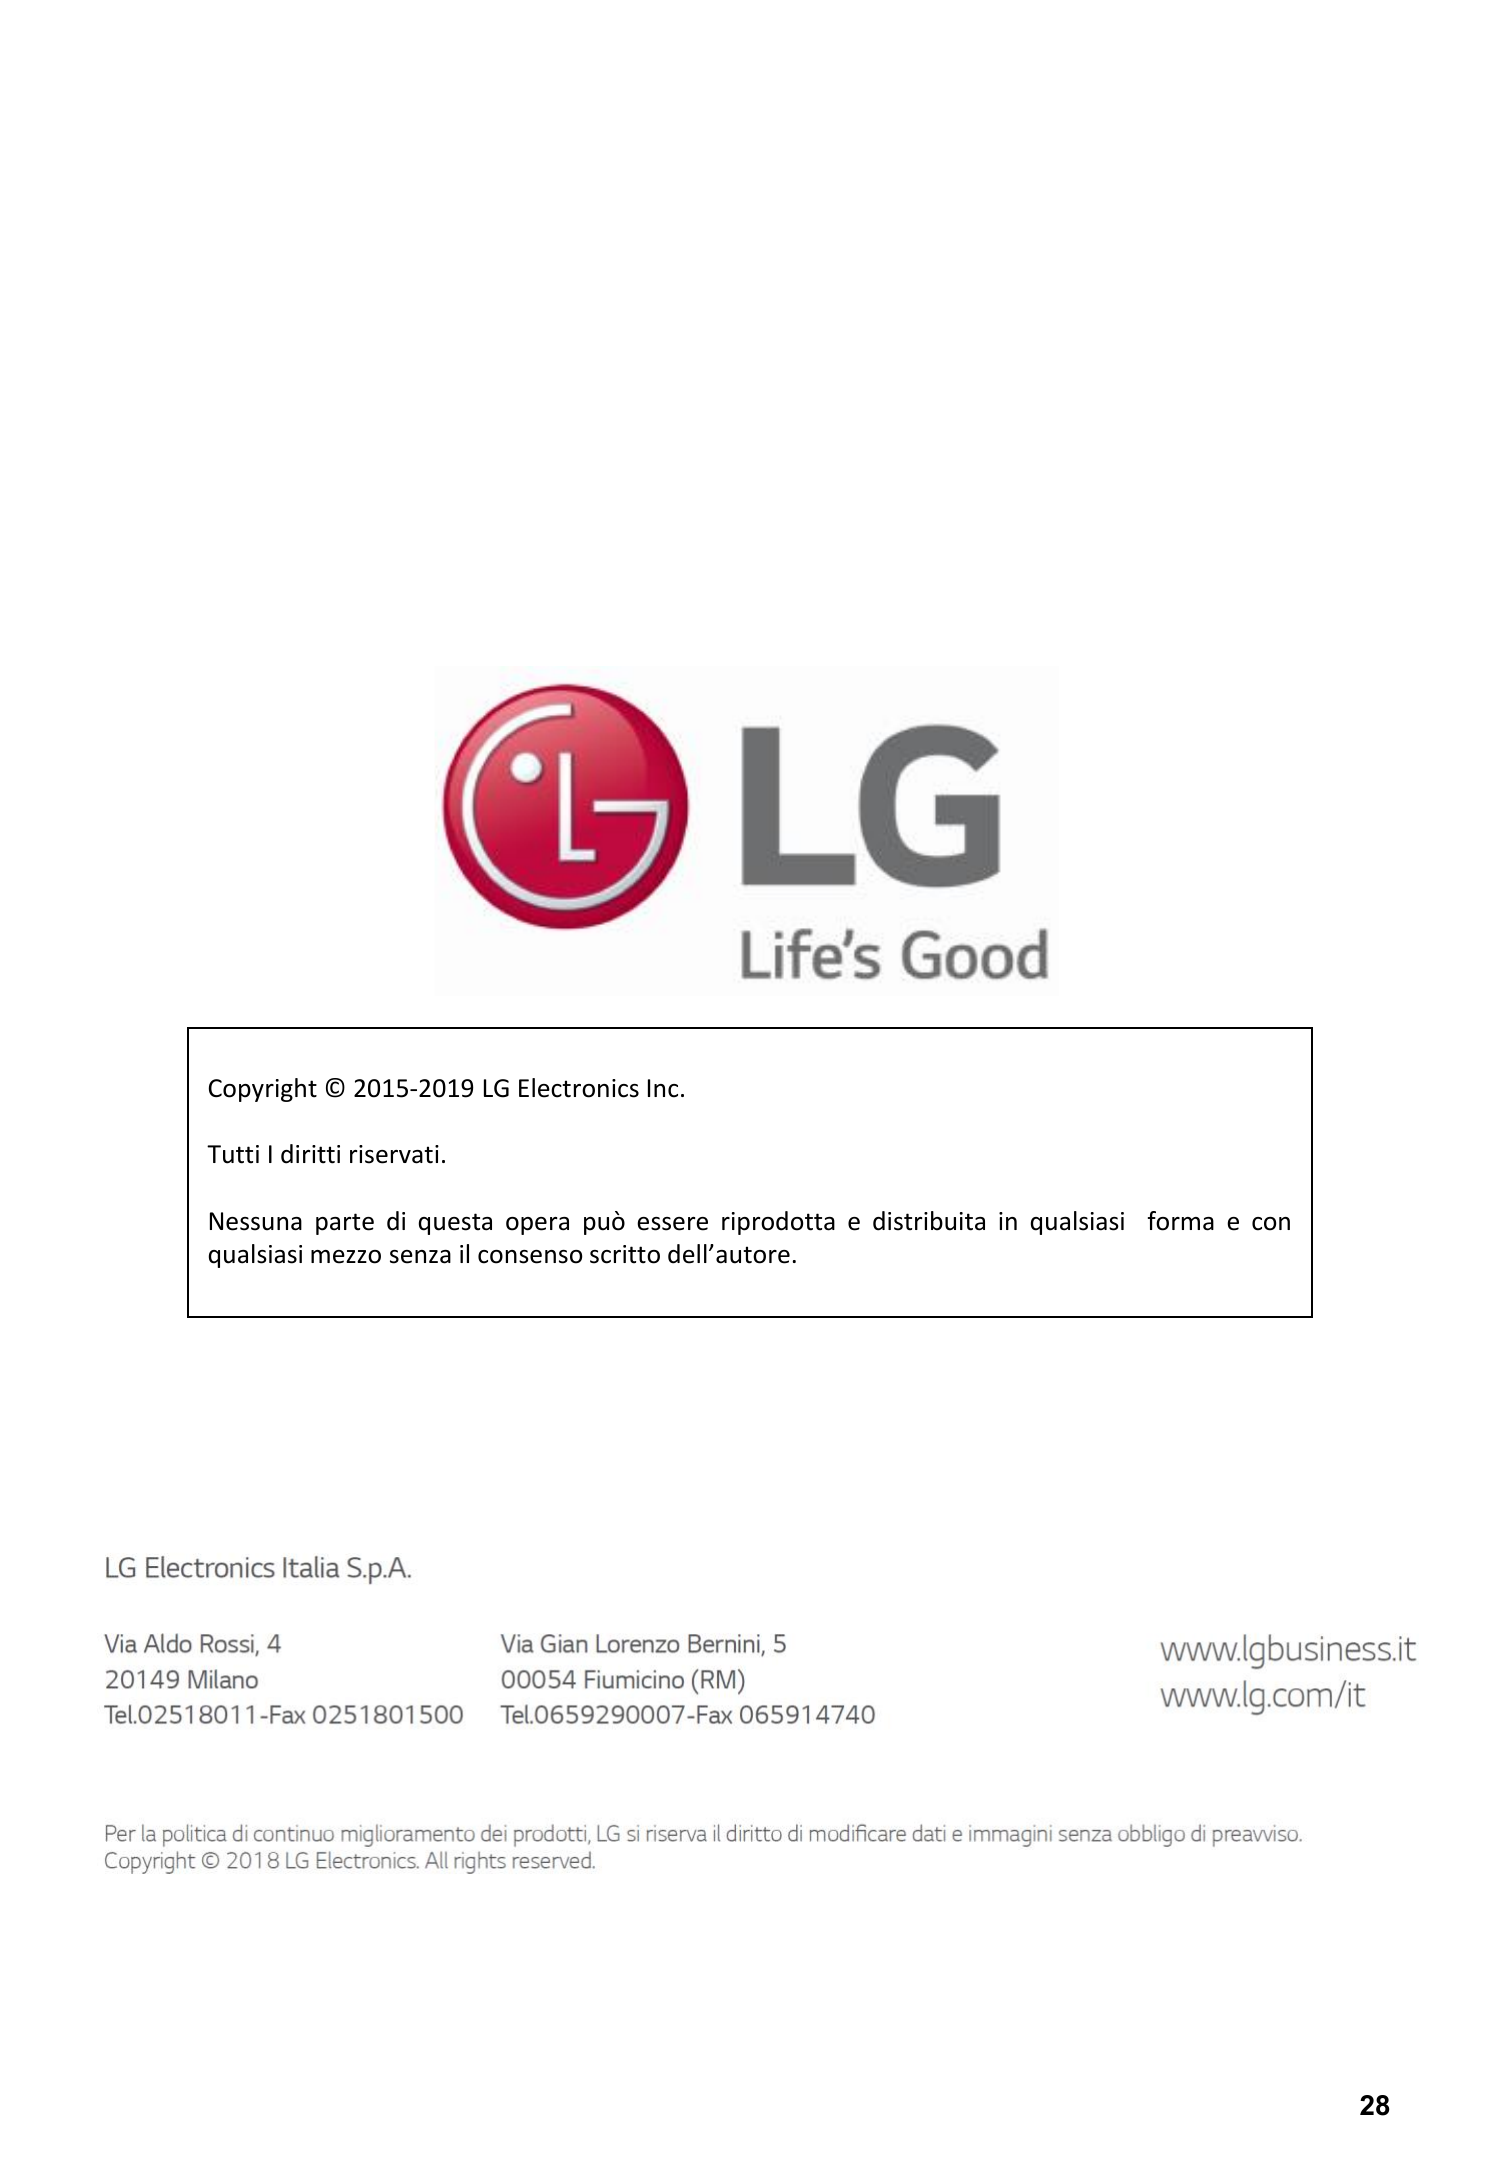 LG
Life's Good
Copyright © 2015-2019 LG Electronics Inc.
Tutti I diritti riservati.
Nessuna parte di questa opera può essere riprodotta e distribuita in qualsiasi forma e con
qualsiasi mezzo senza il consenso scritto dell’autore.
LG Electronics Italia S.p.A.
Via Aldo Rossi, 4
20149 Milano
Tel.02518011-Fax 0251801500
Via Gian Lorenzo Bernini, 5
00054 Fiumicino (RM)
Tel.0659290007-Fax 065914740
www.lgbusiness.it
www.lg.com/it
Per la politica di continuo miglioramento dei prodotti, LG si riserva il diritto di modificare dati e immagini senza obbligo di preavviso.
Copyright © 2018 LG Electronics. All rights reserved.
28